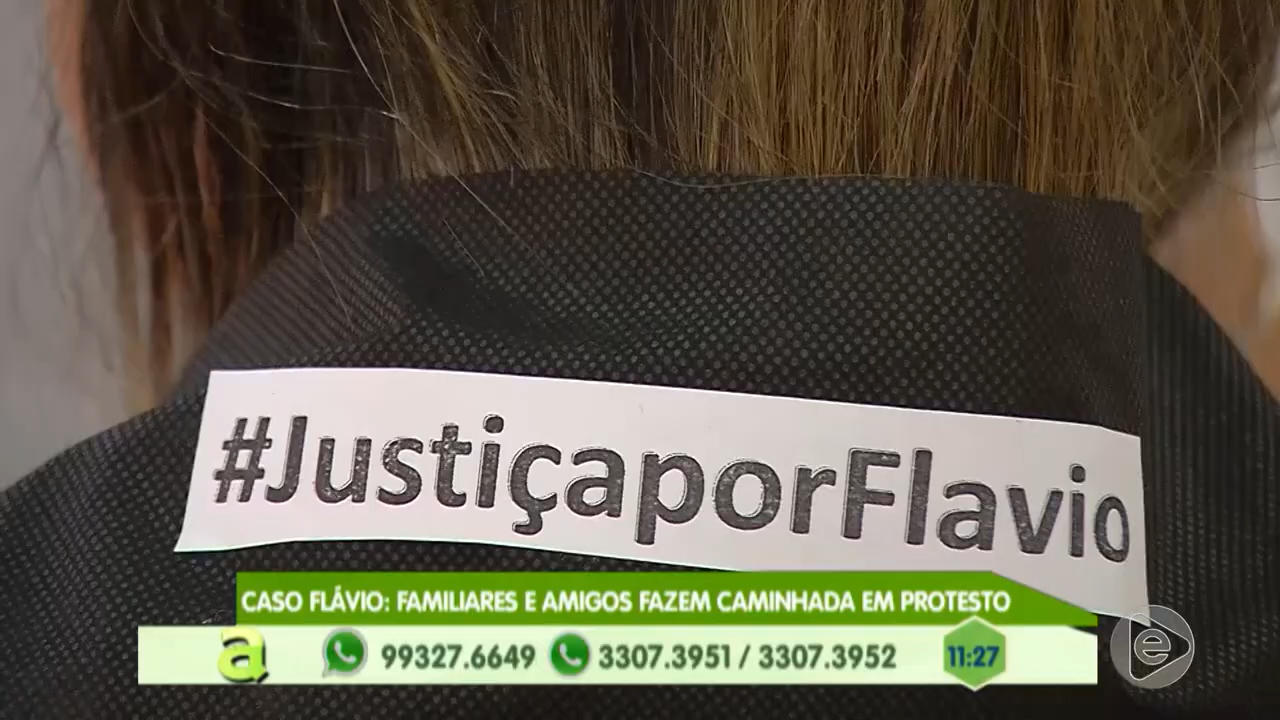 #JustiçaporFlavio
CASO FLÁVIO: FAMILIARES E AMIGOS FAZEM CAMINHADA EM PROTESTO
a 99327.6649 3307.3951 / 3307.3952 11:27
e